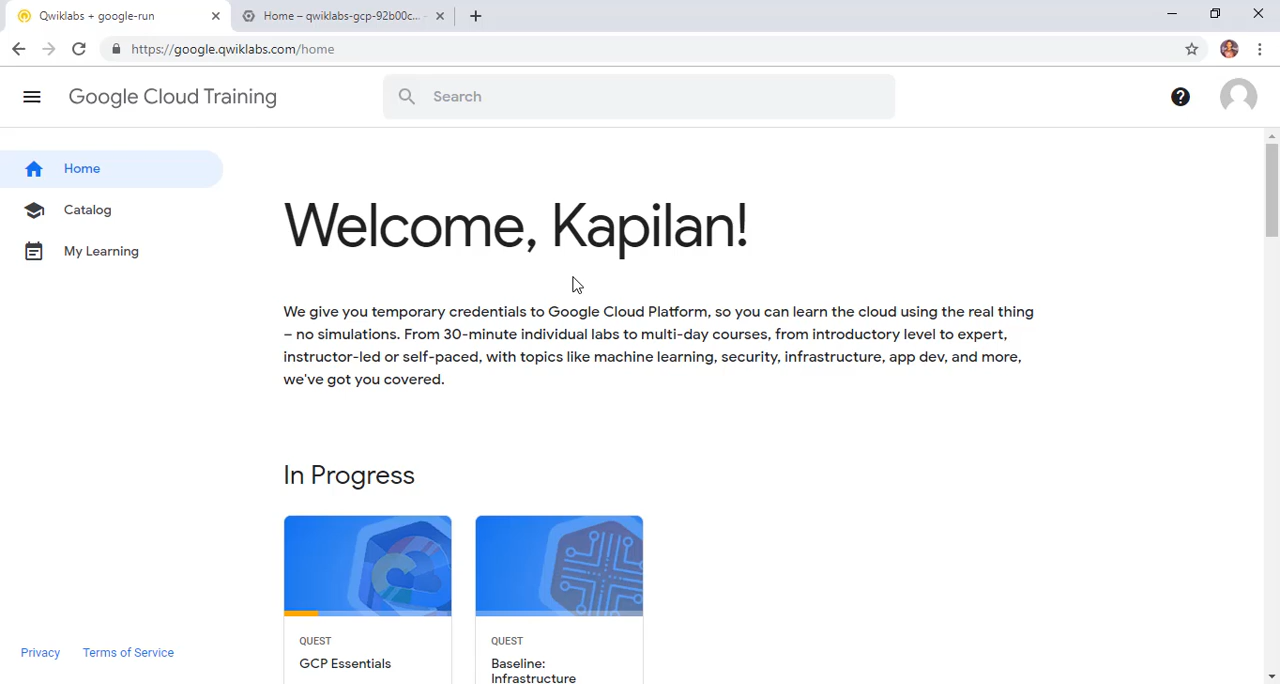 Qwiklabs + google-run
Home – qwiklabs-gcp-92b00c...
https://google.qwiklabs.com/home
Google Cloud Training
Search
Home
Catalog
My Learning
Welcome, Kapilan!
We give you temporary credentials to Google Cloud Platform, so you can learn the cloud using the real thing
– no simulations. From 30-minute individual labs to multi-day courses, from introductory level to expert,
instructor-led or self-paced, with topics like machine learning, security, infrastructure, app dev, and more,
we've got you covered.
In Progress
QUEST
GCP Essentials
QUEST
Baseline:
Infrastructure
Privacy
Terms of Service